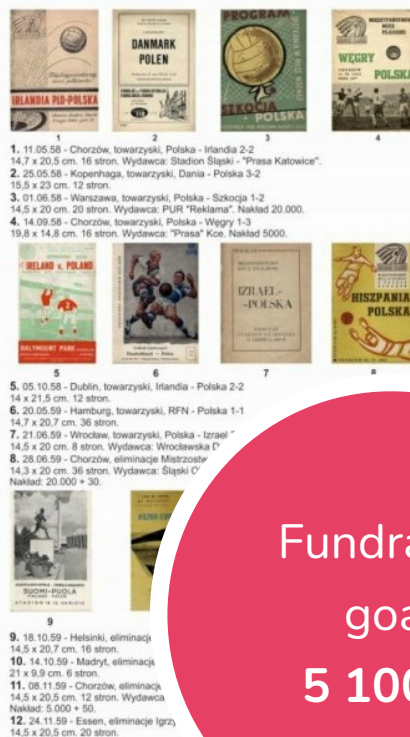 PROGRAM
MIĘDZYPAŃSTWOWY
MECZ
PIŁKARSKI
DANMARK
POLEN
WĘGRY
POLSKA
IRLANDIA PŁD-POLSKA
SZKOCJA
POLSKA
1
2
3
4
1. 11.05.58 - Chorzów, towarzyski, Polska - Irlandia 2-2
14,7 x 20,5 cm. 16 stron. Wydawca: Stadion Śląski - "Prasa Katowice".
2. 25.05.58 - Kopenhaga, towarzyski, Dania - Polska 3-2
15,5 x 23 cm. 12 stron.
3. 01.06.58 - Warszawa, towarzyski, Polska - Szkocja 1-2
14,5 x 20 cm. 20 stron. Wydawca: PUR "Reklama". Nakład 20.000.
4. 14.09.58 - Chorzów, towarzyski, Polska - Węgry 1-3
19,8 x 14,8 cm. 16 stron. Wydawca: "Prasa" Kce. Nakład 5000.
IRELAND v. POLAND
DALYMOUNT PARK
IZRAEL-
-POLSKA
HISZPANIA
POLSKA
5
6
7
8
5. 05.10.58 - Dublin, towarzyski, Irlandia - Polska 2-2
14 x 21,5 cm. 12 stron.
6. 20.05.59 - Hamburg, towarzyski, RFN - Polska 1-1
14,7 x 20,7 cm. 36 stron.
7. 21.06.59 - Wrocław, towarzyski, Polska - Izrael
14,5 x 20 cm. 8 stron. Wydawca: Wrocławska
8. 28.06.59 - Chorzów, eliminacje Mistrzostw
14,3 x 20 cm. 36 stron. Wydawca: Śląski
Nakład: 20.000 + 30.
SUOMI-PUOLA
9
Fundra
goa
5 100
9. 18.10.59 - Helsinki, eliminacje
14,5 x 20,7 cm. 16 stron.
10. 14.10.59 - Madryt, eliminacje
21 x 9,9 cm. 6 stron.
11. 08.11.59 - Chorzów, eliminacje
14,5 x 20,5 cm. 12 stron. Wydawca
Nakład: 5.000 + 50.
12. 24.11.59 - Essen, eliminacje Igrzy
14,5 x 20,5 cm. 20 stron.